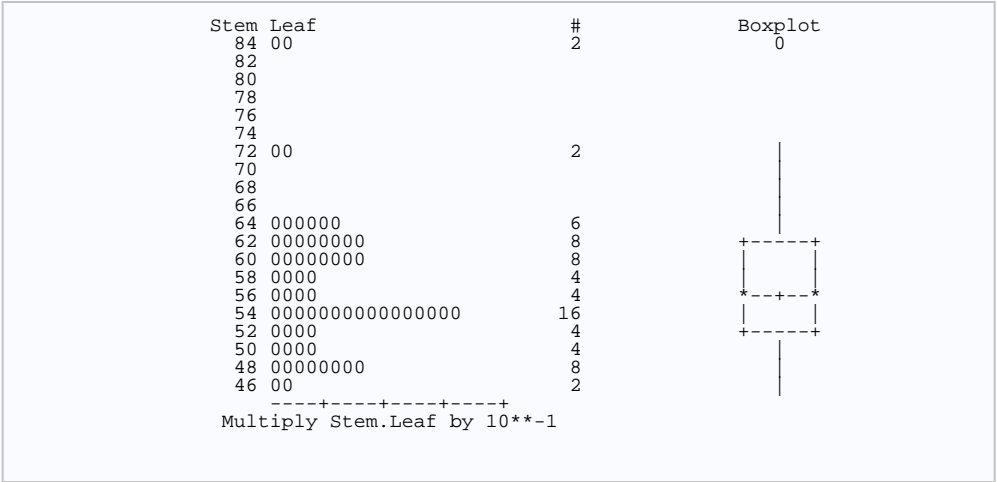 Stem Leaf # Boxplot
84 00 2 0
82
80
78
76
74
72 00 2 |
70 |
68 |
66 |
64 000000 6 |
62 00000000 8 +-----+
60 00000000 8 | |
58 0000 4 | |
56 0000 4 *--+--*
54 0000000000000000 16 | |
52 0000 4 +-----+
50 0000 4 |
48 00000000 8 |
46 00 2 |
----+----+----+----+
Multiply Stem.Leaf by 10**-1